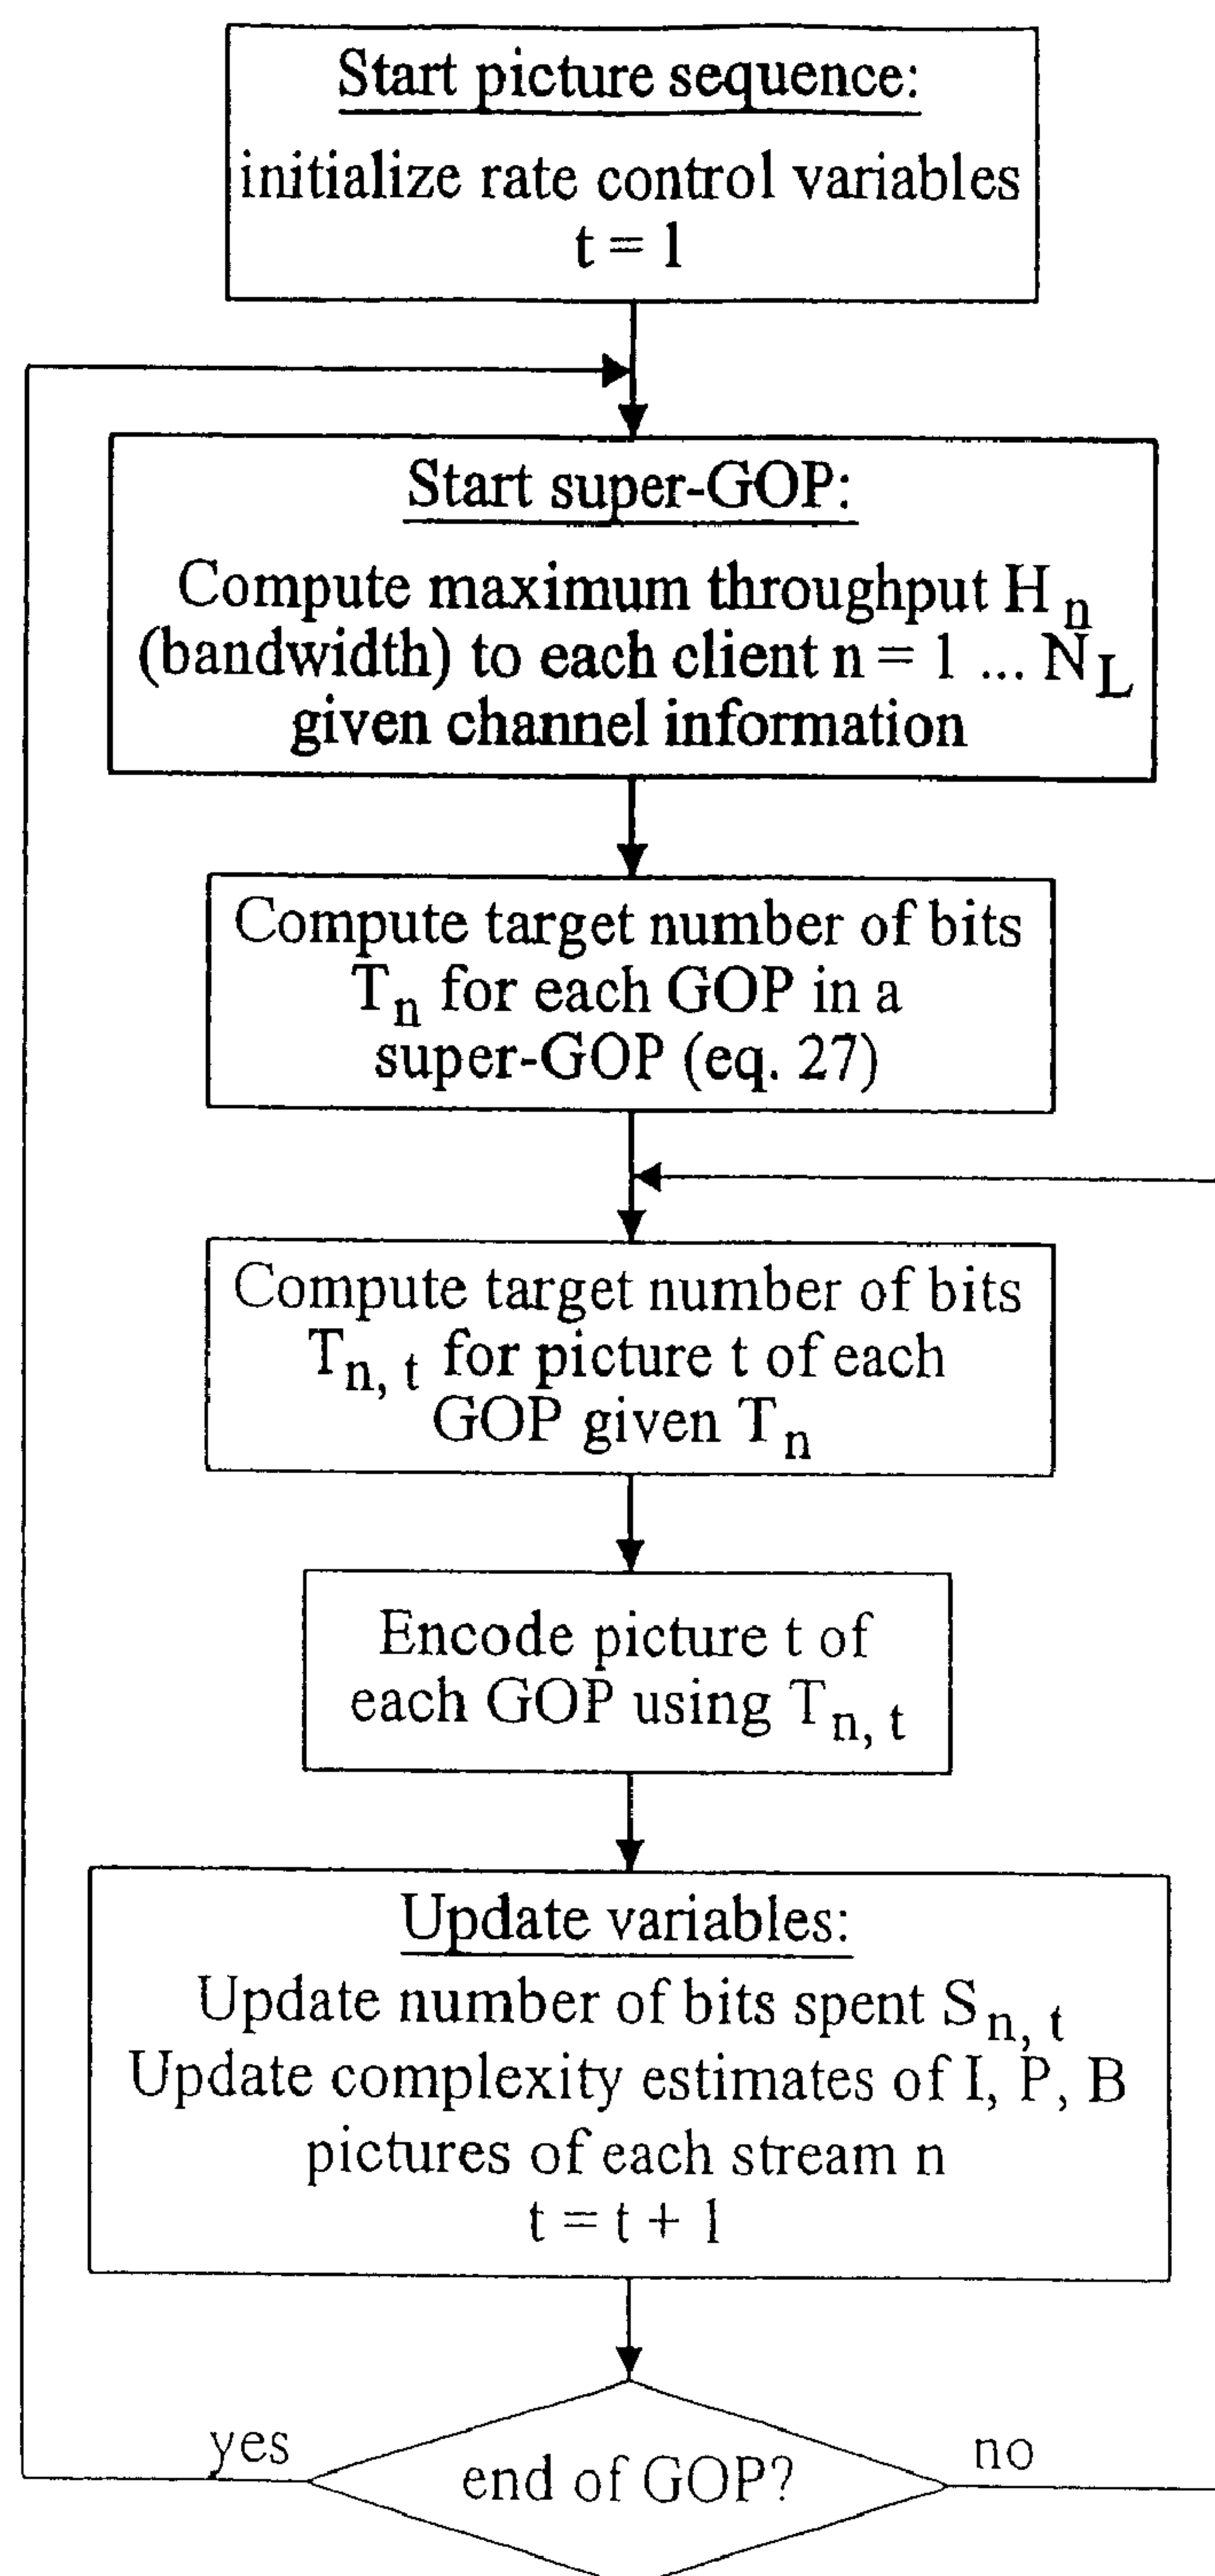 Start picture sequence:
initialize rate control variables
t = 1
Start super-GOP:
Compute maximum throughput H n
(bandwidth) to each client n = 1 ... N L
given channel information
Compute target number of bits
T n for each GOP in a
super-GOP (eq. 27)
Compute target number of bits
T n, t for picture t of each
GOP given T n
Encode picture t of
each GOP using T n, t
Update variables:
Update number of bits spent S n, t
Update complexity estimates of I, P, B
pictures of each stream n
t = t + 1
yes
end of GOP?
no